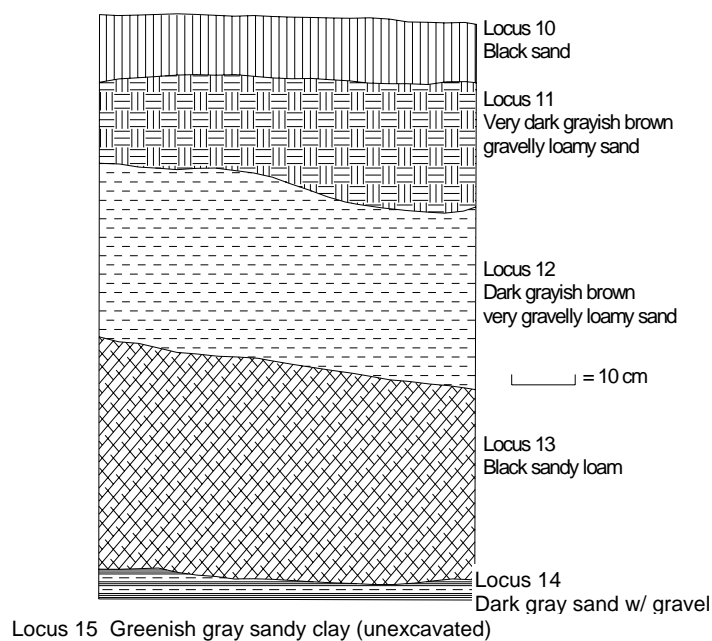 Locus 10
Black sand
Locus 11
Very dark grayish brown
gravelly loamy sand
Locus 12
Dark grayish brown
very gravelly loamy sand
= 10 cm
Locus 13
Black sandy loam
Locus 14
Dark gray sand w/ gravel
Locus 15 Greenish gray sandy clay (unexcavated)